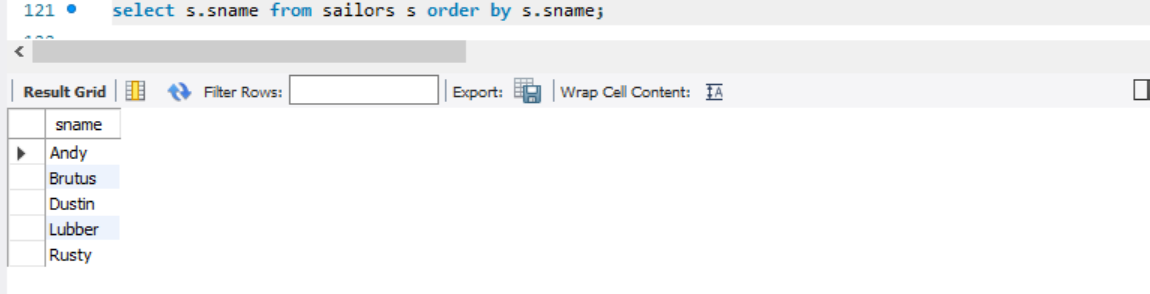 121 select s.sname from sailors s order by s.sname;
Result Grid Filter Rows: Export: Wrap Cell Content: IA
sname
Andy
Brutus
Dustin
Lubber
Rusty